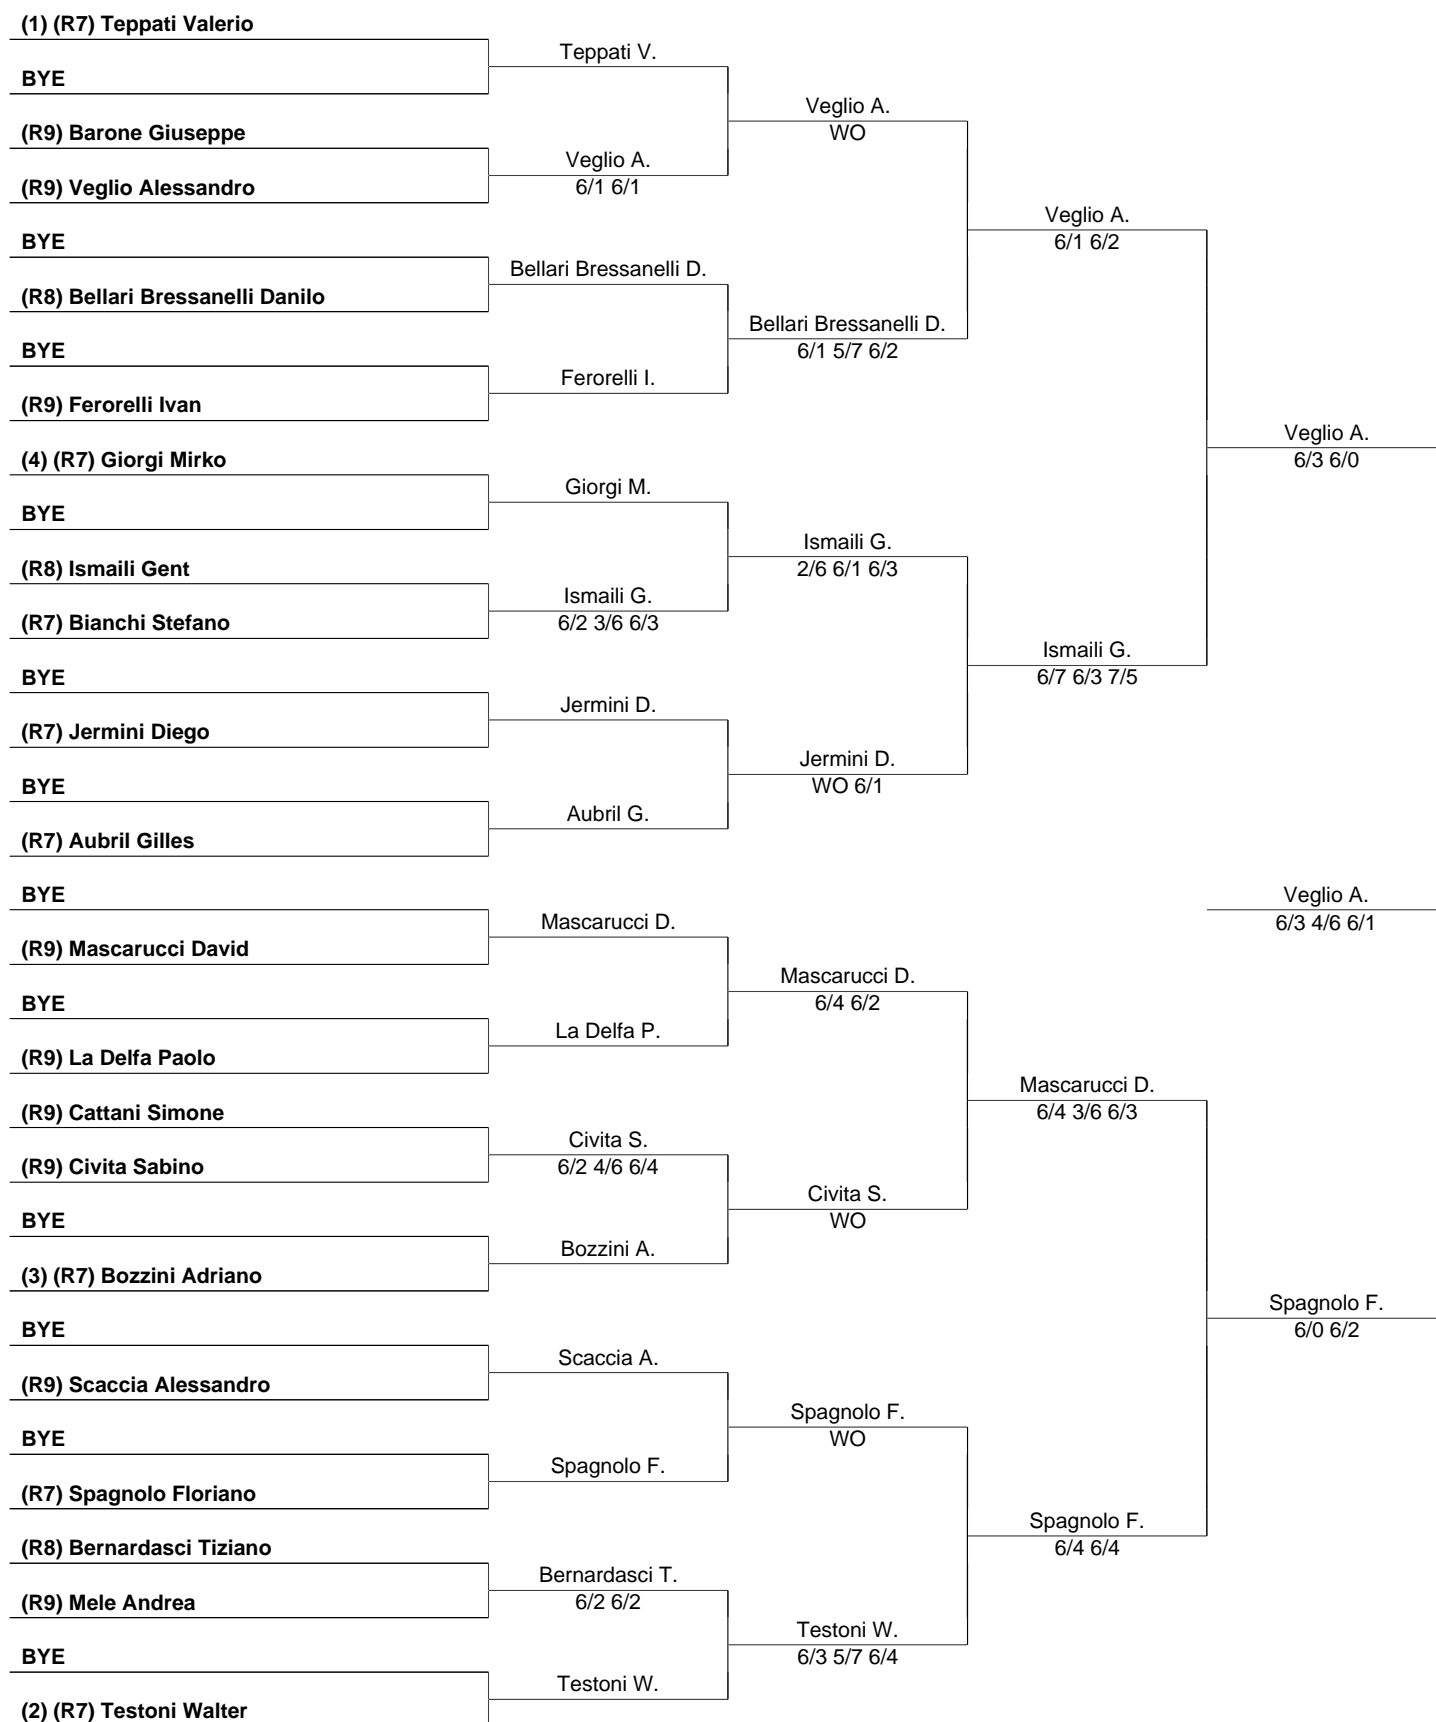 (1) (R7) Teppati Valerio
Teppati V.
BYE
Veglio A.
WO
(R9) Barone Giuseppe
Veglio A.
6/1 6/1
(R9) Veglio Alessandro
Veglio A.
6/1 6/2
BYE
Bellari Bressanelli D.
(R8) Bellari Bressanelli Danilo
Bellari Bressanelli D.
6/1 5/7 6/2
BYE
Ferorelli I.
(R9) Ferorelli Ivan
Veglio A.
6/3 6/0
(4) (R7) Giorgi Mirko
Giorgi M.
BYE
Ismaili G.
2/6 6/1 6/3
(R8) Ismaili Gent
Ismaili G.
6/2 3/6 6/3
(R7) Bianchi Stefano
Ismaili G.
6/7 6/3 7/5
BYE
Jermini D.
(R7) Jermini Diego
Jermini D.
WO 6/1
BYE
Aubril G.
(R7) Aubril Gilles
BYE
Veglio A.
6/3 4/6 6/1
Mascarucci D.
(R9) Mascarucci David
Mascarucci D.
6/4 6/2
BYE
La Delfa P.
(R9) La Delfa Paolo
Mascarucci D.
6/4 3/6 6/3
(R9) Cattani Simone
Civita S.
6/2 4/6 6/4
(R9) Civita Sabino
Civita S.
WO
BYE
Bozzini A.
(3) (R7) Bozzini Adriano
Spagnolo F.
6/0 6/2
BYE
Scaccia A.
(R9) Scaccia Alessandro
Spagnolo F.
WO
BYE
Spagnolo F.
(R7) Spagnolo Floriano
Spagnolo F.
6/4 6/4
(R8) Bernardasci Tiziano
Bernardasci T.
6/2 6/2
(R9) Mele Andrea
Testoni W.
6/3 5/7 6/4
BYE
Testoni W.
(2) (R7) Testoni Walter